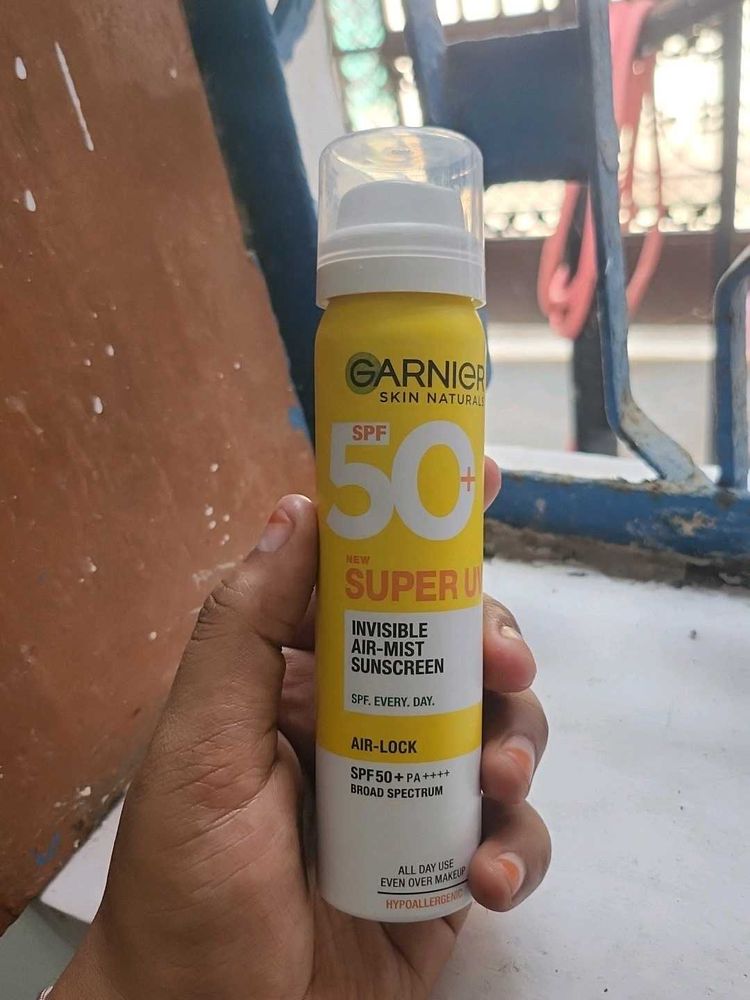 GARNIER
SKIN NATURALS
SPF
50+
NEW
SUPER UV
INVISIBLE
AIR-MIST
SUNSCREEN
SPF. EVERY. DAY.
AIR-LOCK
SPF50+ PA++++
BROAD SPECTRUM
ALL DAY USE
EVEN OVER MAKEUP
HYPOALLERGENIC